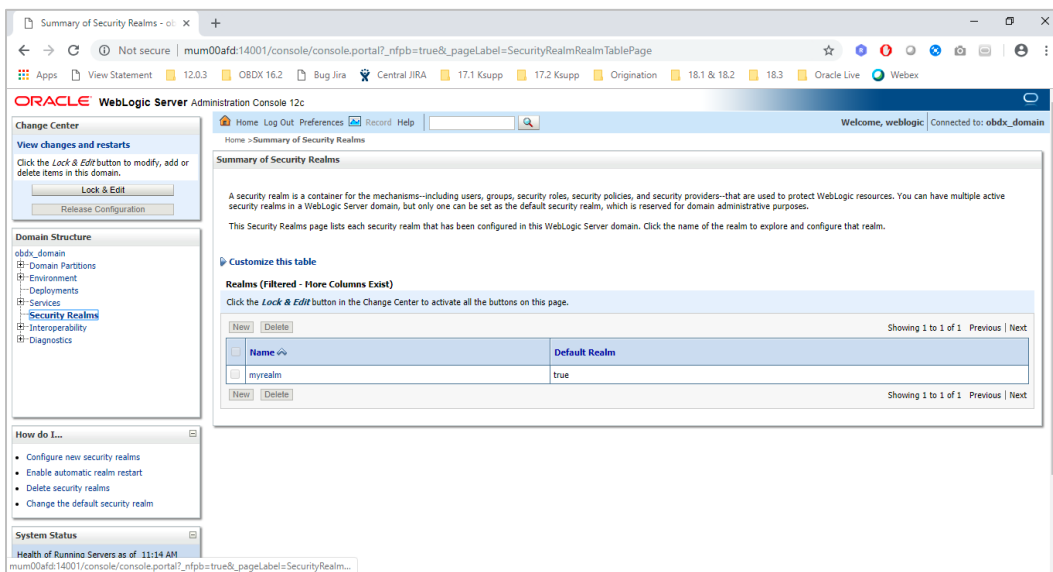 Summary of Security Realms - ob
Not secure | mum00afd:14001/console/console.portal?_nfpb=true&_pageLabel=SecurityRealmRealmTablePage
Apps View Statement 12.0.3 OBDX 16.2 Bug Jira Central JIRA 17.1 Ksupp 17.2 Ksupp Origination 18.1 & 18.2 18.3 Oracle Live Webex
ORACLE WebLogic Server Administration Console 12c
Change Center
View changes and restarts
Click the Lock & Edit button to modify, add or
delete items in this domain.
Lock & Edit
Release Configuration
Domain Structure
obdx_domain
Domain Partitions
Environment
Deployments
Services
Security Realms
Interoperability
Diagnostics
How do I...
Configure new security realms
Enable automatic realm restart
Delete security realms
Change the default security realm
System Status
Health of Running Servers as of 11:14 AM
Home Log Out Preferences Record Help
Welcome, weblogic Connected to: obdx_domain
Home >Summary of Security Realms
Summary of Security Realms
A security realm is a container for the mechanisms--including users, groups, security roles, security policies, and security providers--that are used to protect WebLogic resources. You can have multiple active
security realms in a WebLogic Server domain, but only one can be set as the default security realm, which is reserved for domain administrative purposes.
This Security Realms page lists each security realm that has been configured in this WebLogic Server domain. Click the name of the realm to explore and configure that realm.
Customize this table
Realms (Filtered - More Columns Exist)
Click the Lock & Edit button in the Change Center to activate all the buttons on this page.
New Delete Showing 1 to 1 of 1 Previous | Next
Name Default Realm
myrealm true
New Delete Showing 1 to 1 of 1 Previous | Next
mum00afd:14001/console/console.portal?_nfpb=true&_pageLabel=SecurityRealm...